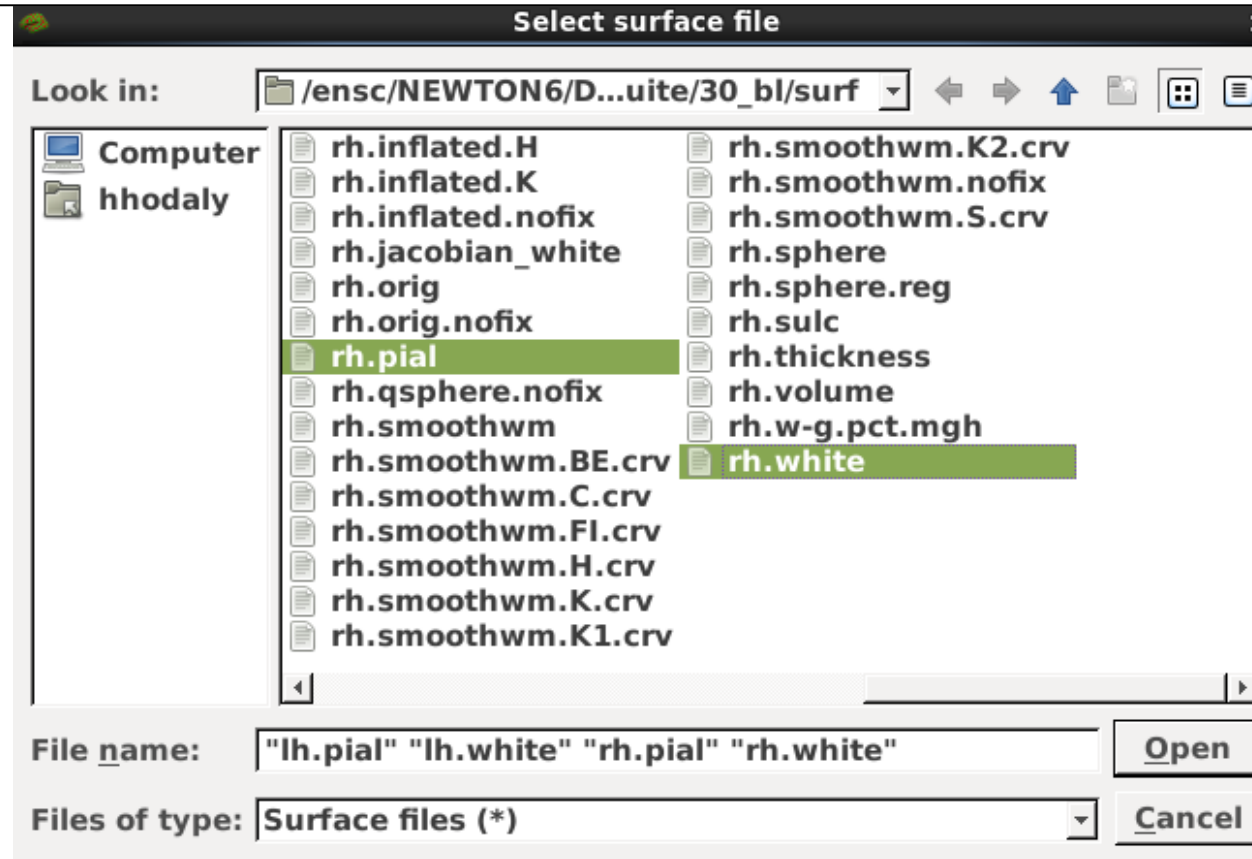 Select surface file
Look in:
/ensc/NEWTON6/D...uite/30_bl/surf
Computer
hhodaly
rh.inflated.H
rh.inflated.K
rh.inflated.nofix
rh.jacobian_white
rh.orig
rh.orig.nofix
rh.pial
rh.qsphere.nofix
rh.smoothwm
rh.smoothwm.BE.crv
rh.smoothwm.C.crv
rh.smoothwm.FI.crv
rh.smoothwm.H.crv
rh.smoothwm.K.crv
rh.smoothwm.K1.crv
rh.smoothwm.K2.crv
rh.smoothwm.nofix
rh.smoothwm.S.crv
rh.sphere
rh.sphere.reg
rh.sulc
rh.thickness
rh.volume
rh.w-g.pct.mgh
rh.white
File name:
"lh.pial" "lh.white" "rh.pial" "rh.white"
Open
Files of type:
Surface files (*)
Cancel